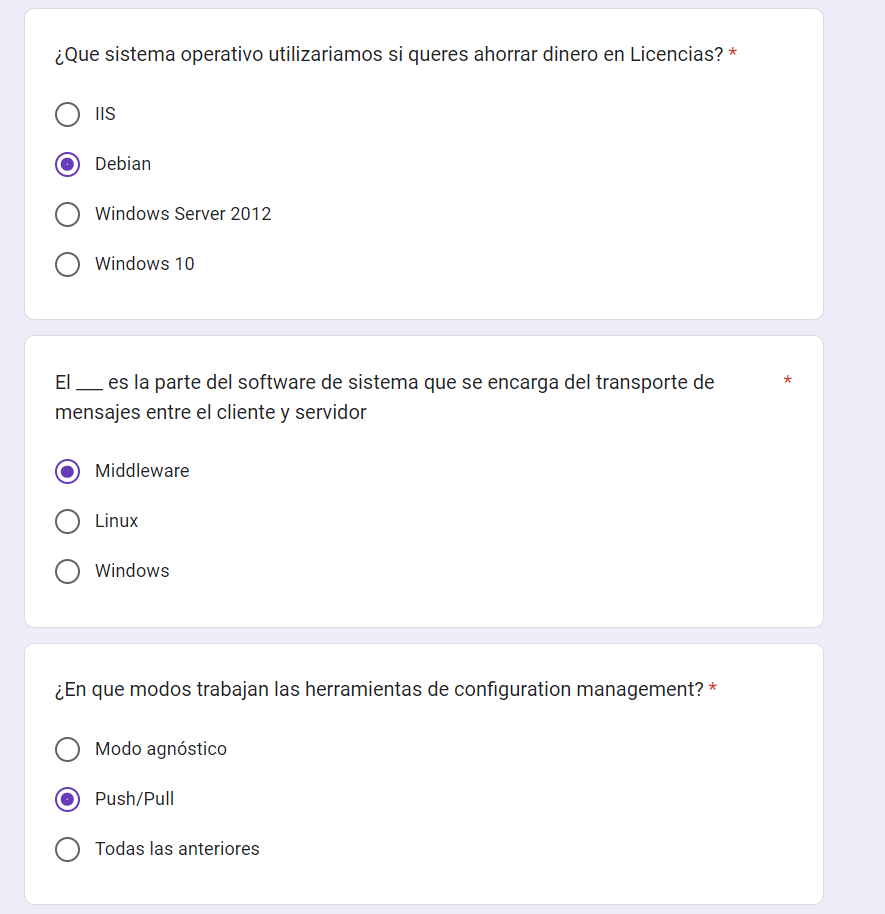 ¿Que sistema operativo utilizariamos si queres ahorrar dinero en Licencias? *
IIS
Debian
Windows Server 2012
Windows 10
El ___ es la parte del software de sistema que se encarga del transporte de *
mensajes entre el cliente y servidor
Middleware
Linux
Windows
¿En que modos trabajan las herramientas de configuration management? *
Modo agnóstico
Push/Pull
Todas las anteriores